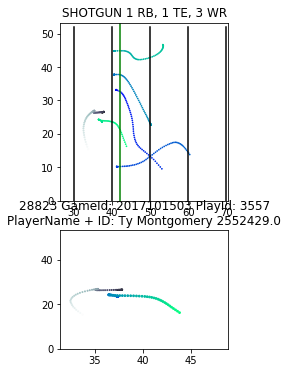 SHOTGUN 1 RB, 1 TE, 3 WR
50
40
30
20
10
0
30 40 50 60 70
28823 GameId: 2017101503 PlayId: 3557
PlayerName + ID: Ty Montgomery 2552429.0
40
20
0
35 40 45